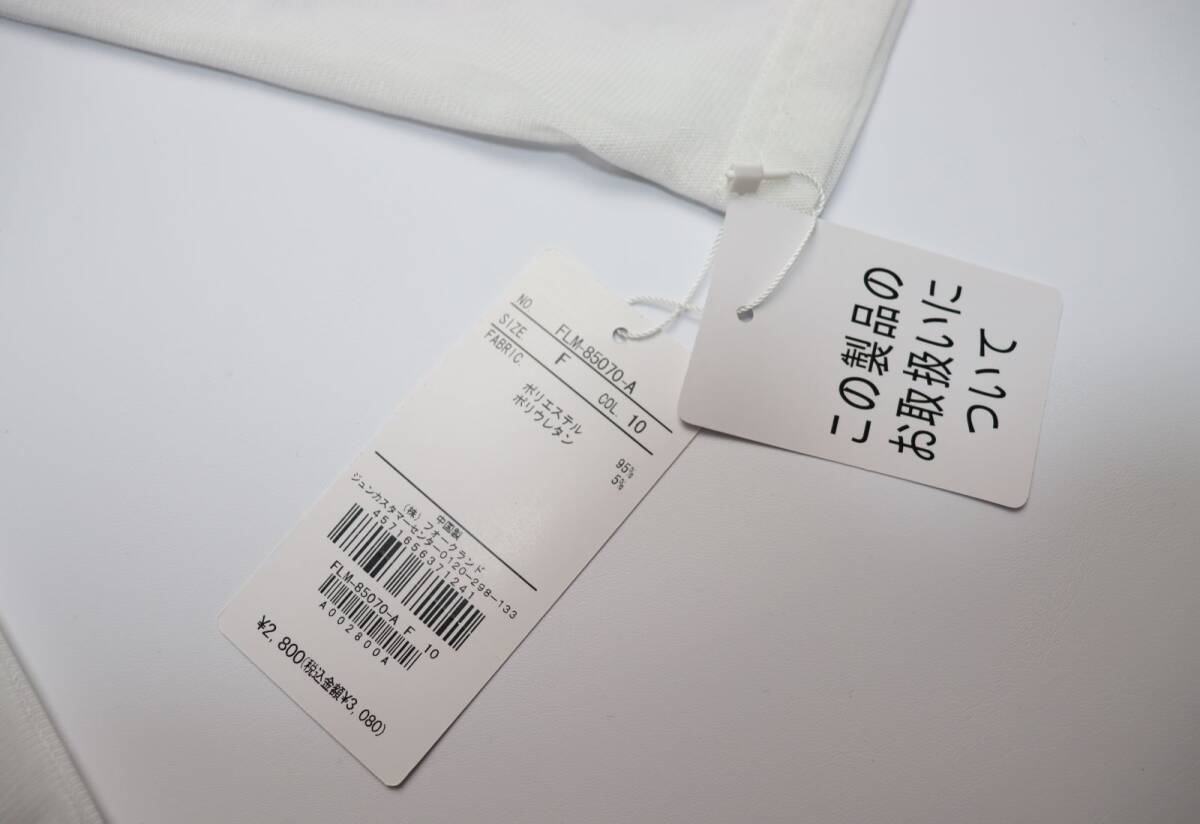 NO. FLM-85070-A
SIZE F COL. 10
FABRIC.
ポリエステル 95%
ポリウレタン 5%
中国製
(株) フォークランド
ジュンカスタマーセンター0120-298-133
4571656371241
FLM-85070-A F 10
A002800A
¥2,800(税込金額¥3,080)
この製品の
お取扱いに
ついて